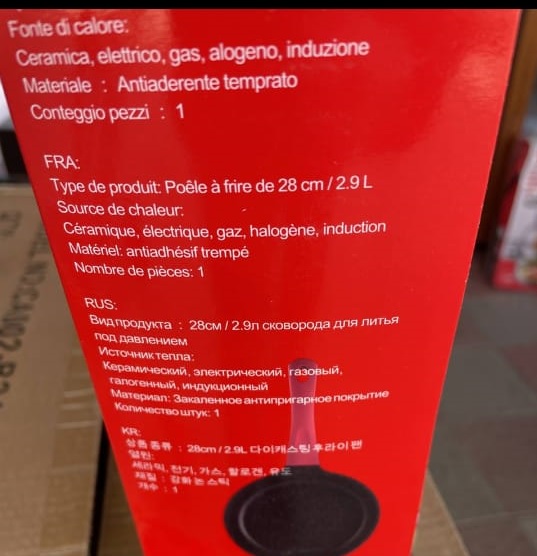 Fonte di calore:
Ceramica, elettrico, gas, alogeno, induzione
Materiale : Antiaderente temprato
Conteggio pezzi : 1
FRA:
Type de produit: Poêle à frire de 28 cm / 2.9 L
Source de chaleur:
Céramique, électrique, gaz, halogène, induction
Matériel: antiadhésif trempé
Nombre de pièces: 1
RUS:
Вид продукта : 28см / 2.9л сковорода для литья
под давлением
Источник тепла:
Керамический, электрический, газовый,
галогенный, индукционный
Материал: Закаленное антипригарное покрытие
Количество штук: 1
KR:
상품 종류 : 28cm / 2.9L 다이캐스팅 후라이팬
열원:
세라믹, 전기, 가스, 할로겐, 유도
재질 : 강화 논스틱
개수 : 1